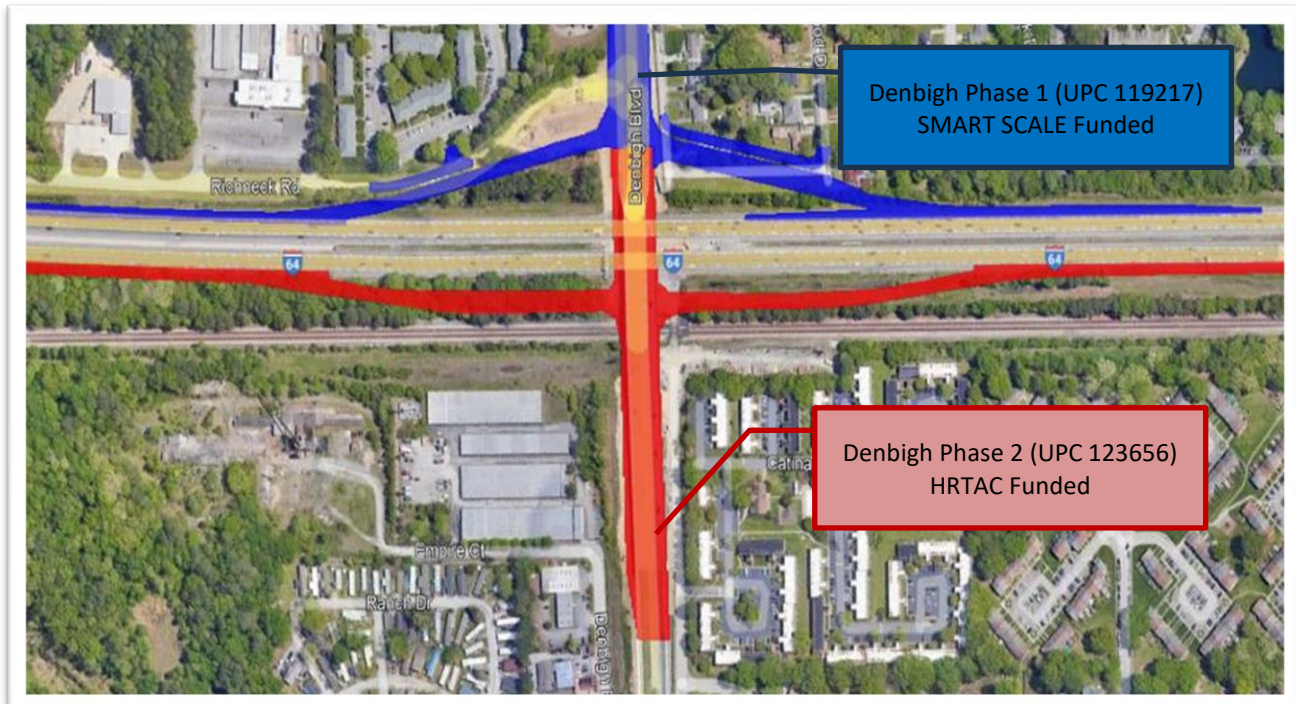 Denbigh Phase 1 (UPC 119217)
SMART SCALE Funded
Denbigh Blvd
Richneck Rd
64
64
64
Denbigh Phase 2 (UPC 123656)
HRTAC Funded
Catina
Empire Ct
Ranch Dr